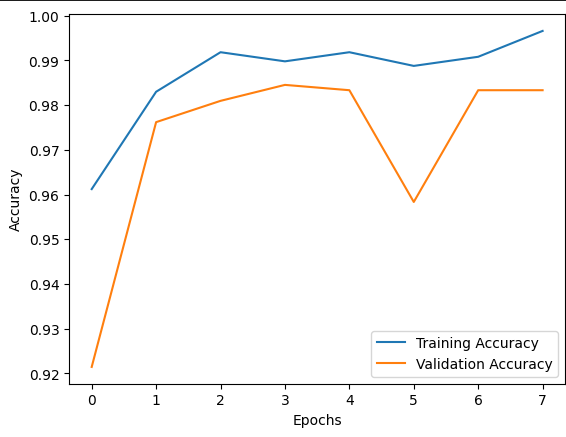 1.00
0.99
0.98
0.97
0.96
0.95
0.94
0.93
0.92
Accuracy
Training Accuracy
Validation Accuracy
0 1 2 3 4 5 6 7
Epochs